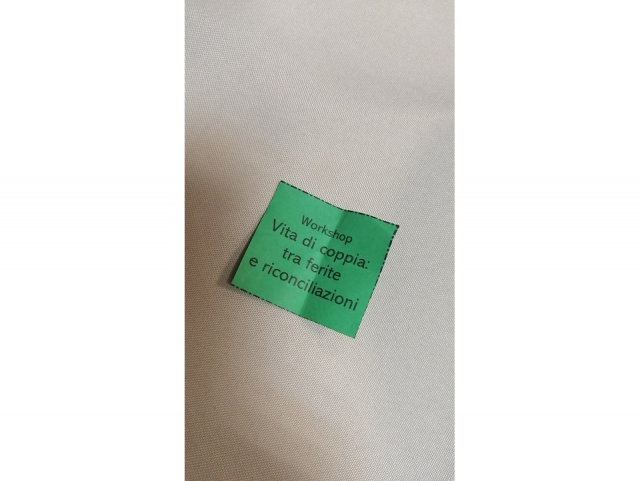 Workshop
Vita di coppia:
tra ferite
e riconciliazioni